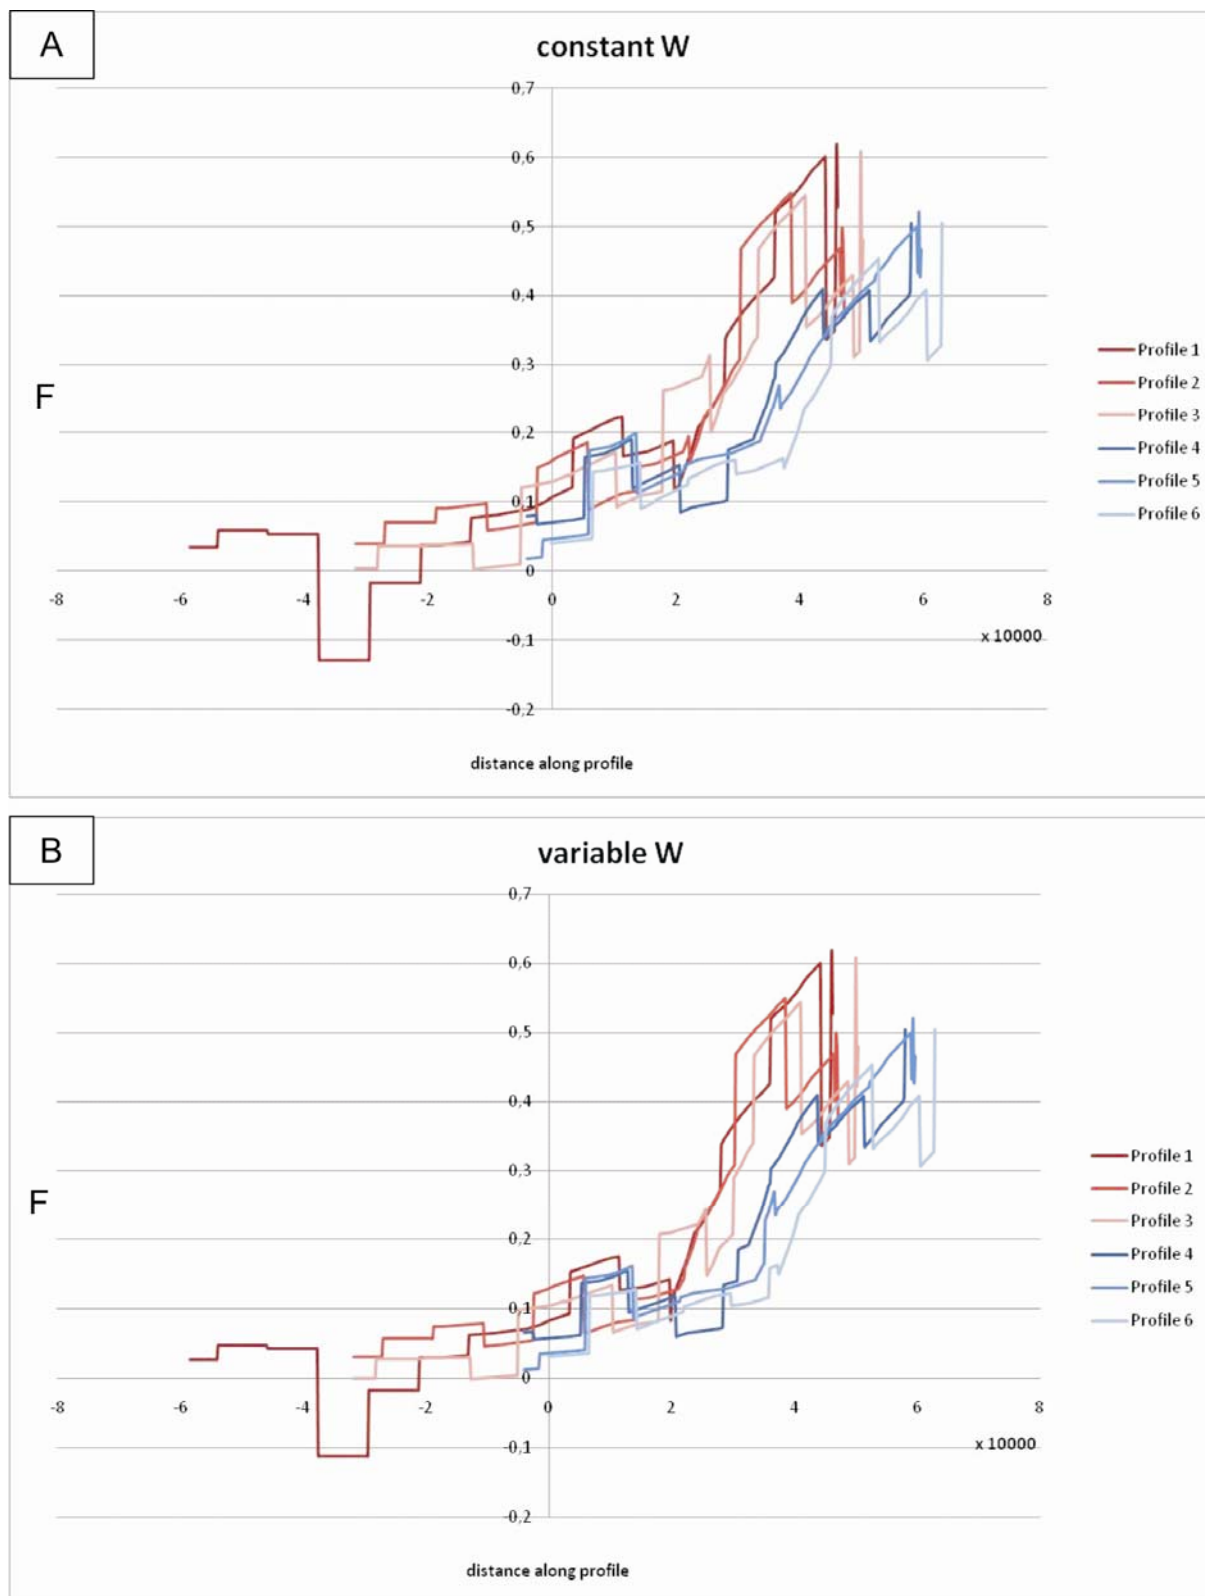 A
constant W
0,7
0,6
0,5
0,4
0,3
0,2
0,1
0
-0,1
-0,2
-8 -6 -4 -2 0 2 4 6 8
x 10000
F
distance along profile
Profile 1
Profile 2
Profile 3
Profile 4
Profile 5
Profile 6
B
variable W
0,7
0,6
0,5
0,4
0,3
0,2
0,1
0
-0,1
-0,2
-8 -6 -4 -2 0 2 4 6 8
x 10000
F
distance along profile
Profile 1
Profile 2
Profile 3
Profile 4
Profile 5
Profile 6